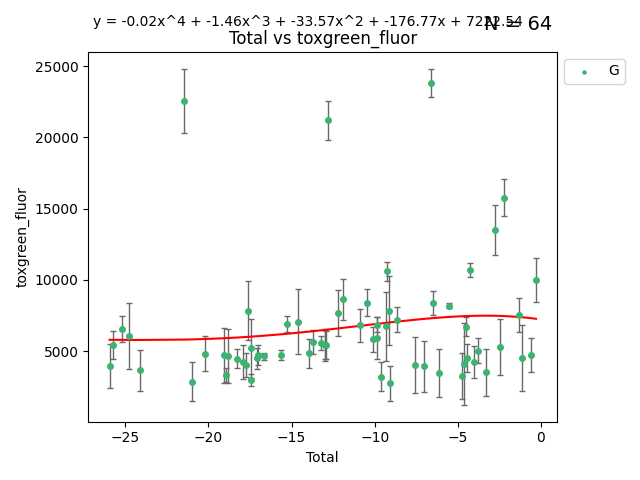 y = -0.02x^4 + -1.46x^3 + -33.57x^2 + -176.77x + 7222.54
N = 64
Total vs toxgreen_fluor
G
25000
20000
15000
10000
5000
toxgreen_fluor
−25 −20 −15 −10 −5 0
Total